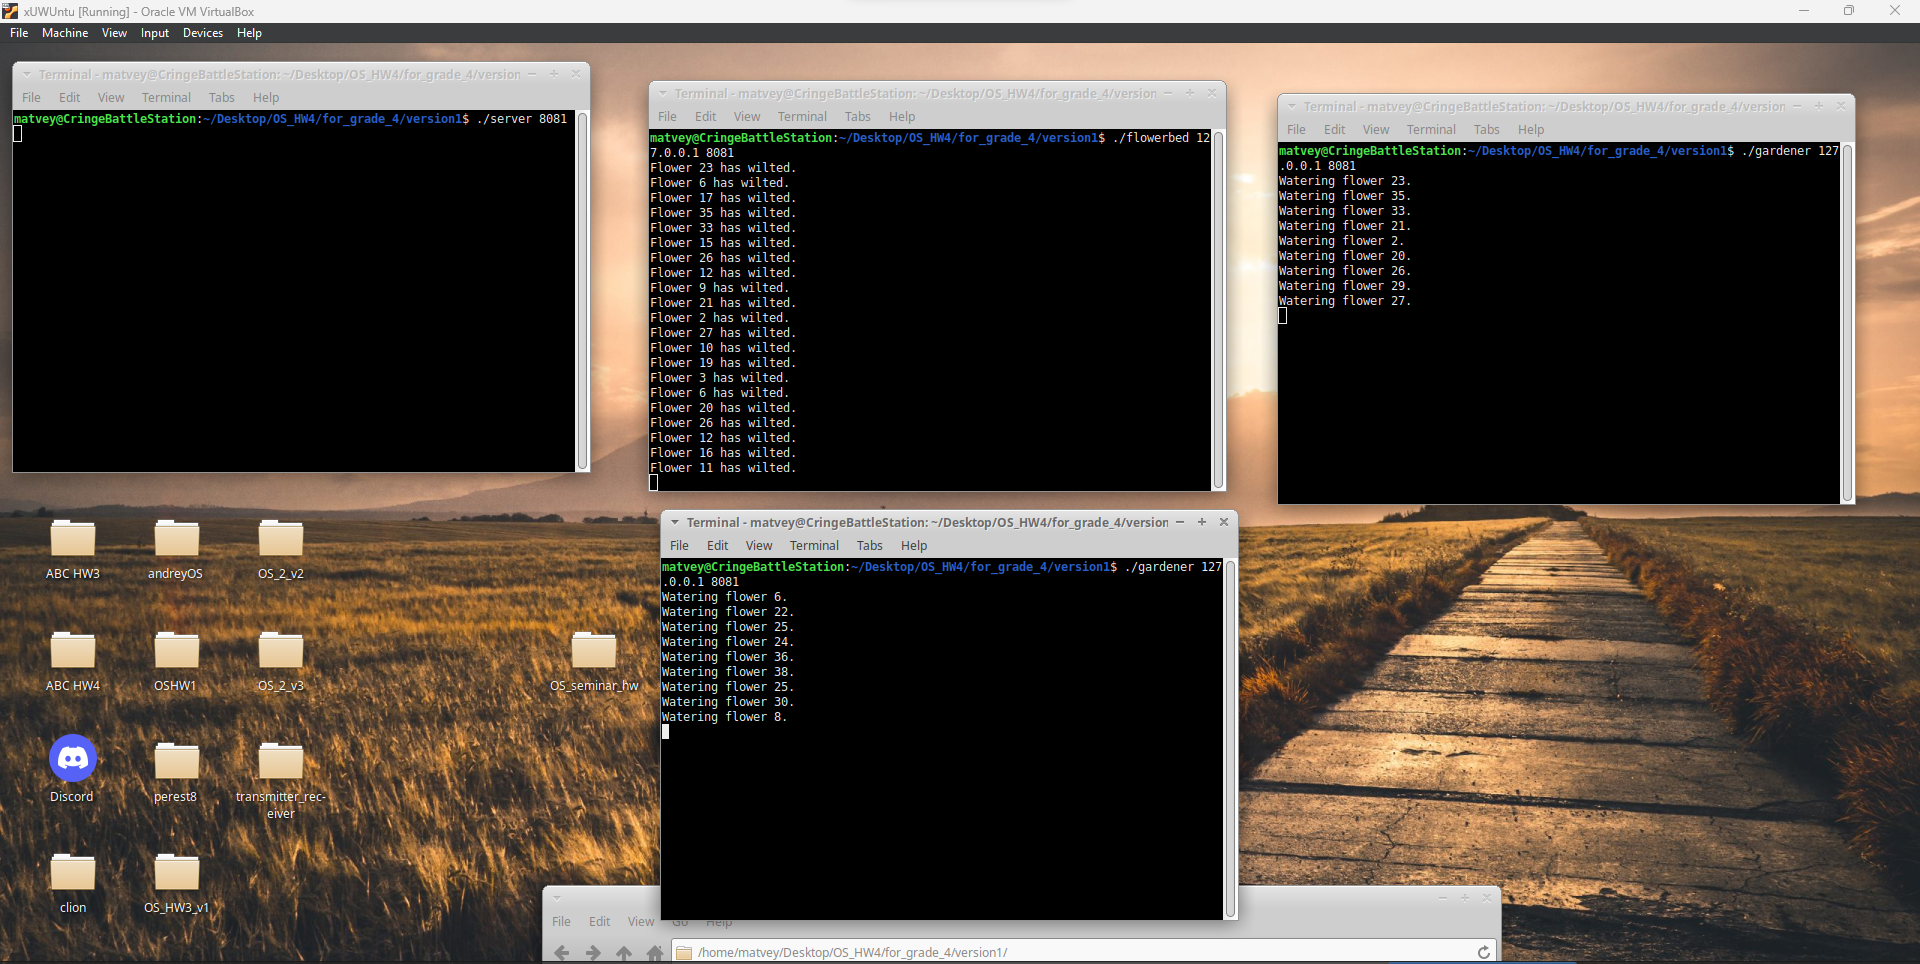 xUWUntu [Running] - Oracle VM VirtualBox
File Machine View Input Devices Help
Terminal - matvey@CringeBattleStation: ~/Desktop/OS_HW4/for_grade_4/version
File Edit View Terminal Tabs Help
matvey@CringeBattleStation:~/Desktop/OS_HW4/for_grade_4/version1$ ./server 8081
Terminal - matvey@CringeBattleStation: ~/Desktop/OS_HW4/for_grade_4/version
File Edit View Terminal Tabs Help
matvey@CringeBattleStation:~/Desktop/OS_HW4/for_grade_4/version1$ ./flowerbed 12
7.0.0.1 8081
Flower 23 has wilted.
Flower 6 has wilted.
Flower 17 has wilted.
Flower 35 has wilted.
Flower 33 has wilted.
Flower 15 has wilted.
Flower 26 has wilted.
Flower 12 has wilted.
Flower 9 has wilted.
Flower 21 has wilted.
Flower 2 has wilted.
Flower 27 has wilted.
Flower 10 has wilted.
Flower 19 has wilted.
Flower 3 has wilted.
Flower 6 has wilted.
Flower 20 has wilted.
Flower 26 has wilted.
Flower 12 has wilted.
Flower 16 has wilted.
Flower 11 has wilted.
Terminal - matvey@CringeBattleStation: ~/Desktop/OS_HW4/for_grade_4/version
File Edit View Terminal Tabs Help
matvey@CringeBattleStation:~/Desktop/OS_HW4/for_grade_4/version1$ ./gardener 127
.0.0.1 8081
Watering flower 23.
Watering flower 35.
Watering flower 33.
Watering flower 21.
Watering flower 2.
Watering flower 20.
Watering flower 26.
Watering flower 29.
Watering flower 27.
Terminal - matvey@CringeBattleStation: ~/Desktop/OS_HW4/for_grade_4/version
File Edit View Terminal Tabs Help
matvey@CringeBattleStation:~/Desktop/OS_HW4/for_grade_4/version1$ ./gardener 127
.0.0.1 8081
Watering flower 6.
Watering flower 22.
Watering flower 25.
Watering flower 24.
Watering flower 36.
Watering flower 38.
Watering flower 25.
Watering flower 30.
Watering flower 8.
ABC HW3
andreyOS
OS_2_v2
ABC HW4
OSHW1
OS_2_v3
OS_seminar_hw
Discord
perest8
transmitter_rec-
eiver
clion
OS_HW3_v1
File Edit View Go Help
/home/matvey/Desktop/OS_HW4/for_grade_4/version1/